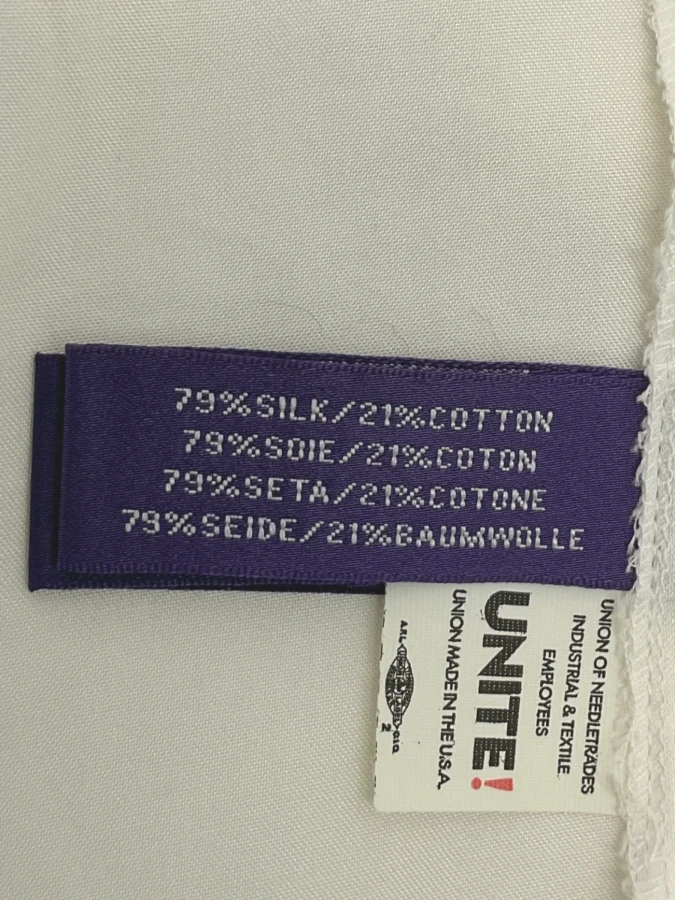 79%SILK/21%COTTON
79%SOIE/21%COTON
79%SETA/21%COTONE
79%SEIDE/21%BAUMWOLLE
UNION OF NEEDLETRADES
INDUSTRIAL & TEXTILE
EMPLOYEES
UNITE!
UNION MADE IN THE U.S.A.